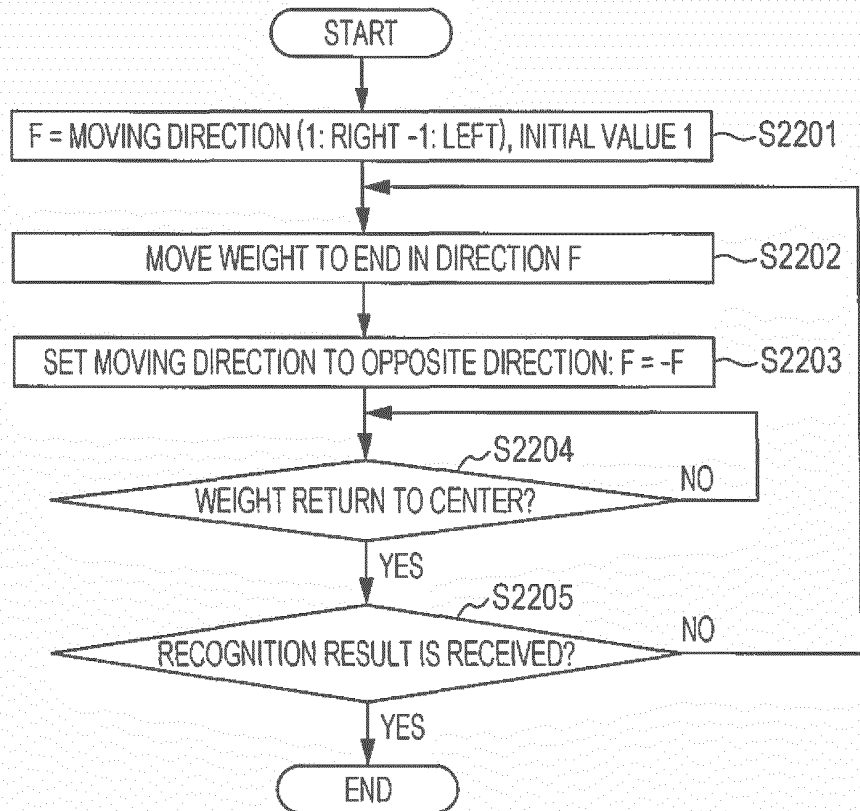 START
F = MOVING DIRECTION (1: RIGHT -1: LEFT), INITIAL VALUE 1
S2201
MOVE WEIGHT TO END IN DIRECTION F
S2202
SET MOVING DIRECTION TO OPPOSITE DIRECTION: F = -F
S2203
S2204
WEIGHT RETURN TO CENTER?
NO
YES
S2205
RECOGNITION RESULT IS RECEIVED?
NO
YES
END